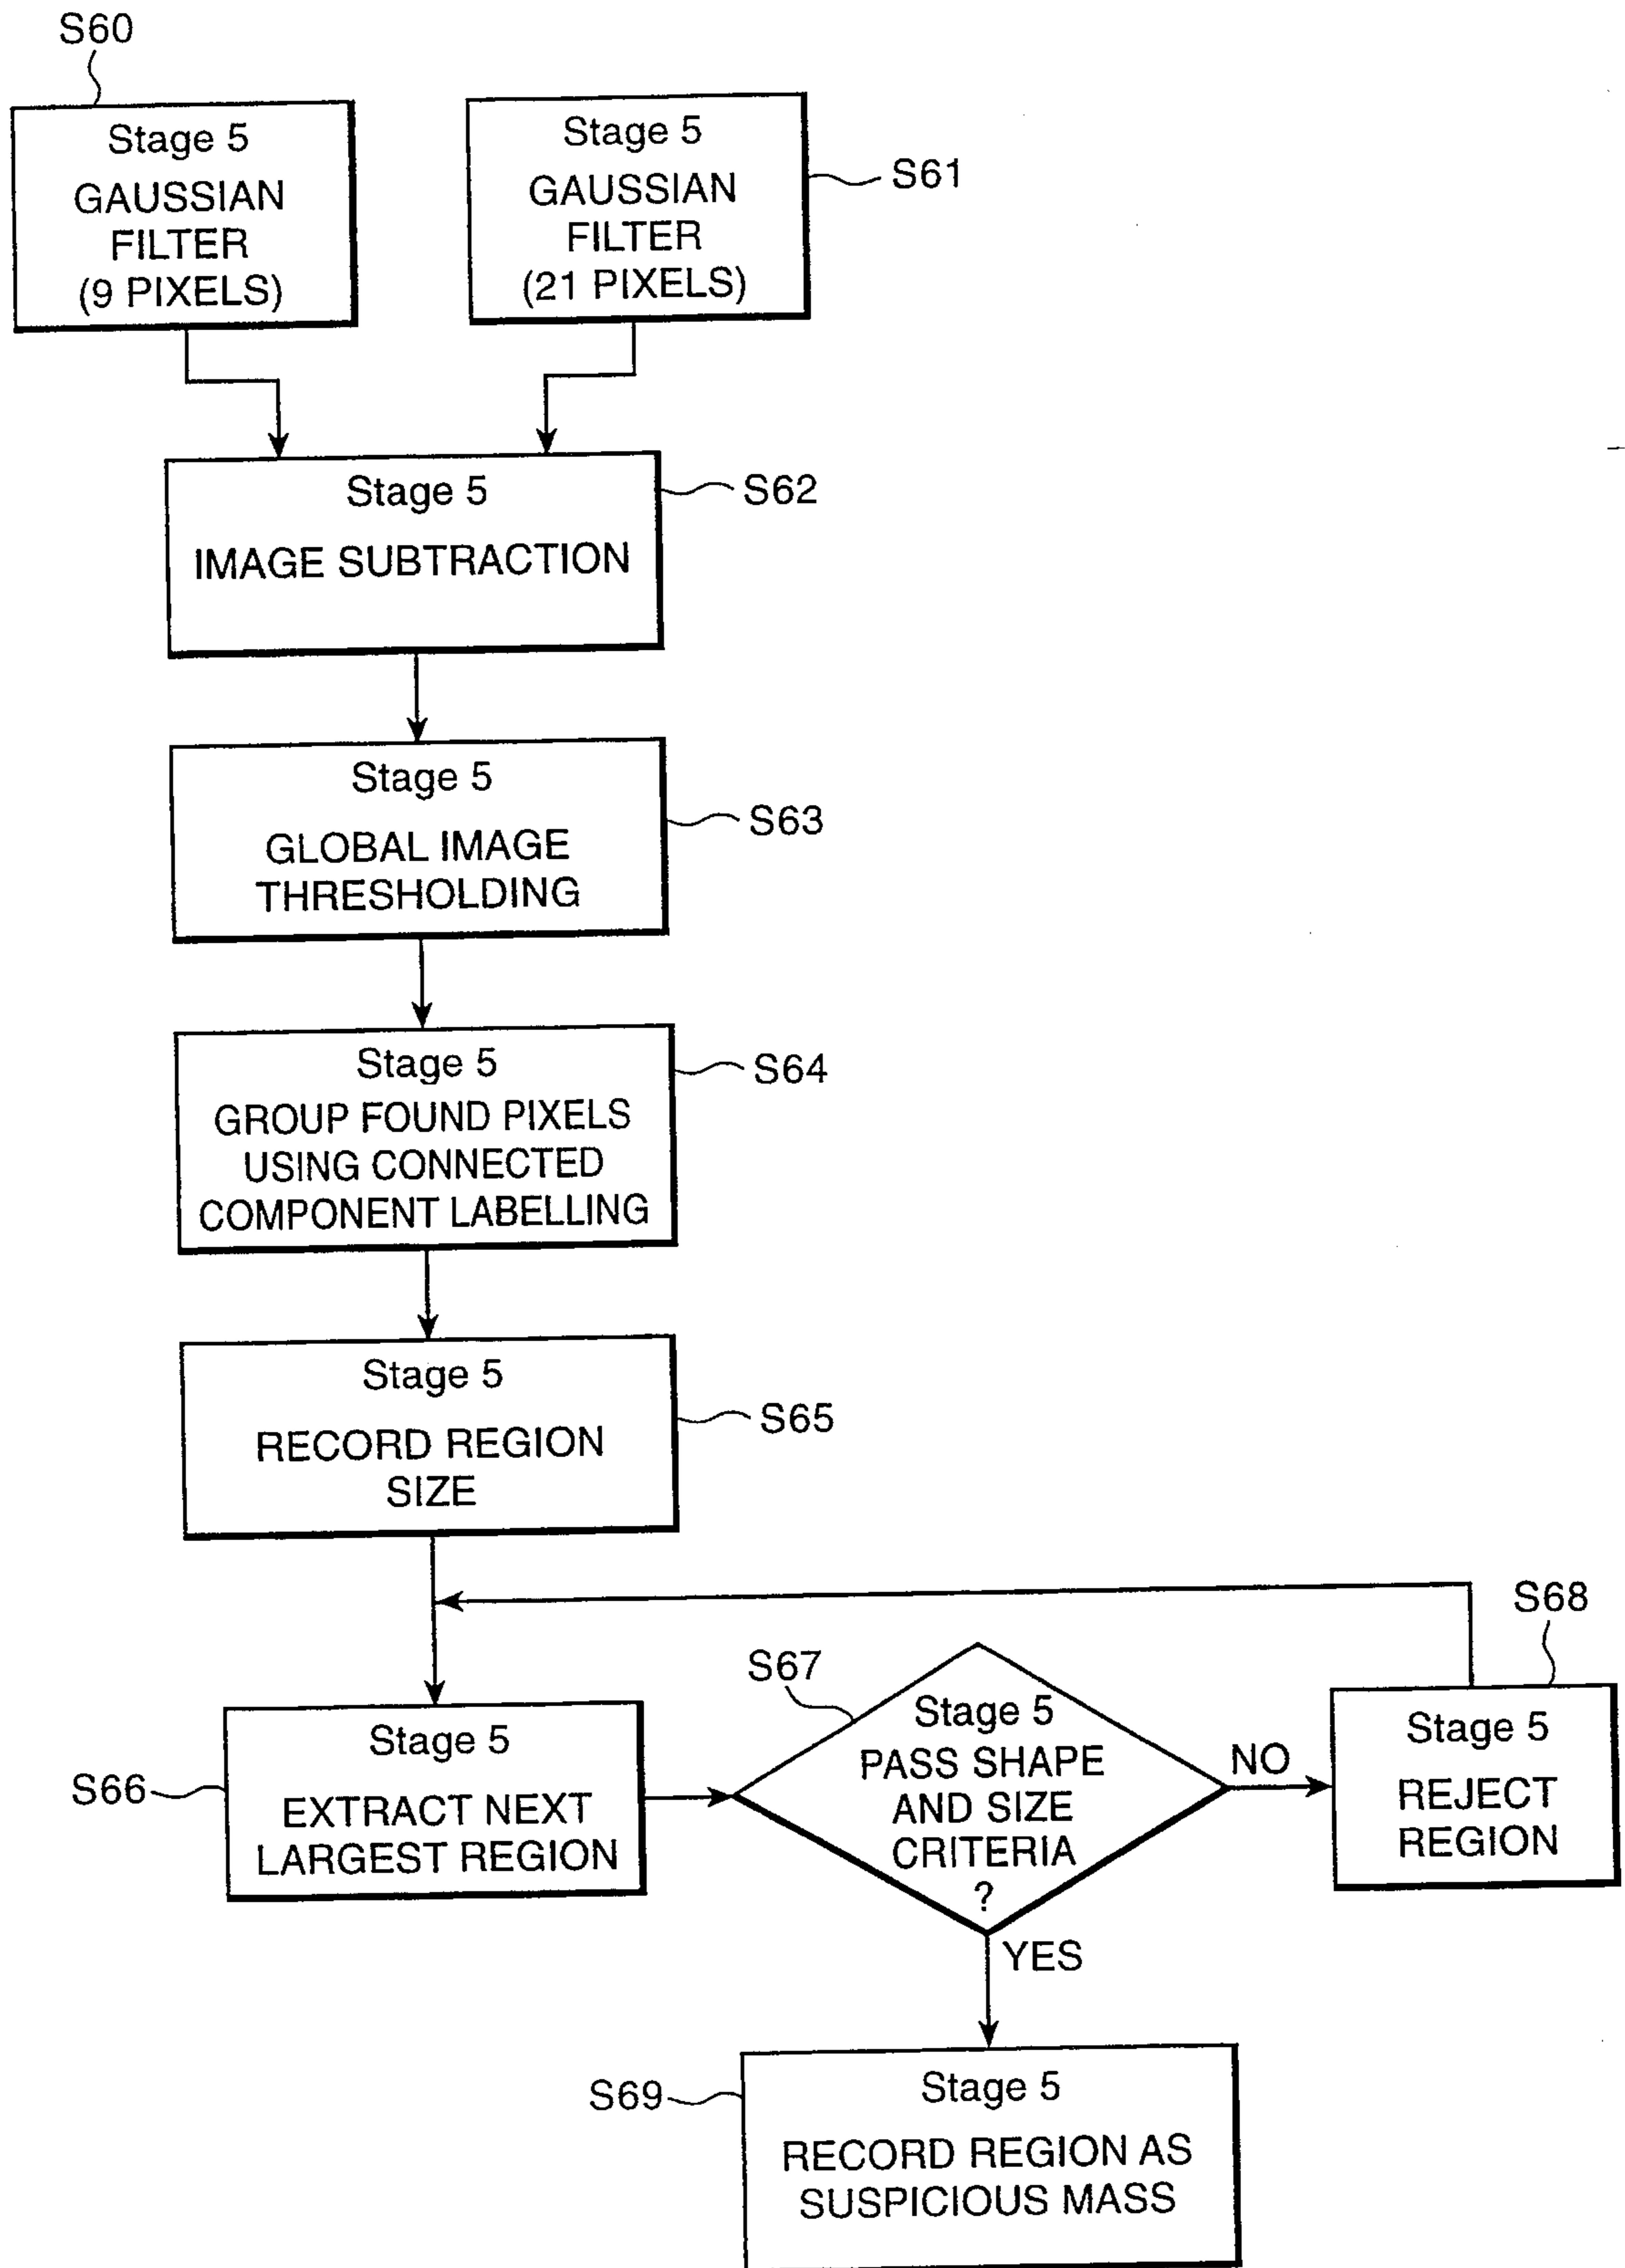 S60
Stage 5
GAUSSIAN
FILTER
(9 PIXELS)
Stage 5
GAUSSIAN
FILTER
(21 PIXELS)
S61
Stage 5
IMAGE SUBTRACTION
S62
Stage 5
GLOBAL IMAGE
THRESHOLDING
S63
Stage 5
GROUP FOUND PIXELS
USING CONNECTED
COMPONENT LABELLING
S64
Stage 5
RECORD REGION
SIZE
S65
S66
Stage 5
EXTRACT NEXT
LARGEST REGION
S67
Stage 5
PASS SHAPE
AND SIZE
CRITERIA
?
NO
S68
Stage 5
REJECT
REGION
YES
S69
Stage 5
RECORD REGION AS
SUSPICIOUS MASS